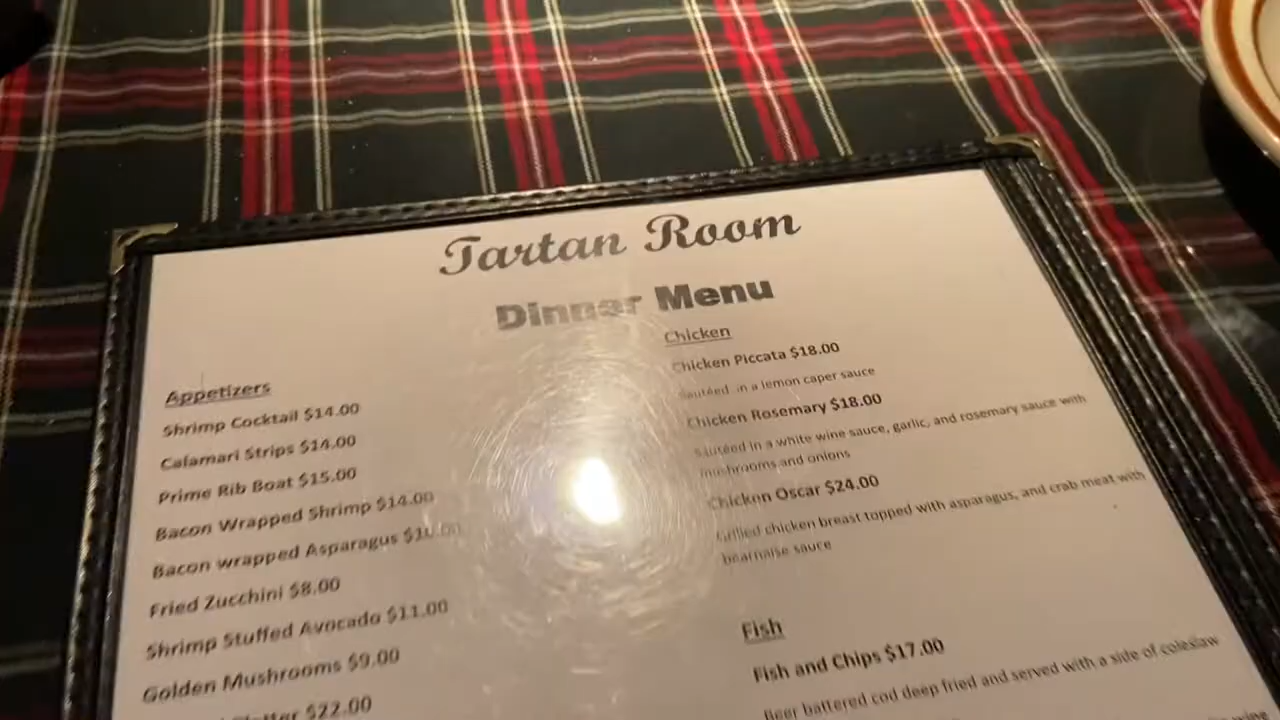 Tartan Room
Dinner Menu
Appetizers
Shrimp Cocktail $14.00
Calamari Strips $14.00
Prime Rib Boat $15.00
Bacon Wrapped Shrimp $14.00
Bacon wrapped Asparagus
Fried Zucchini $8.00
Shrimp Stuffed Avocado $11.00
Golden Mushrooms $9.00
$22.00
Chicken
Chicken Piccata $18.00
Sautéed in a lemon caper sauce
Chicken Rosemary $18.00
Sautéed in a white wine sauce, garlic, and rosemary sauce with
mushrooms and onions
Chicken Oscar $24.00
Grilled chicken breast topped with asparagus, and crab meat with
bearnaise sauce
Fish
Fish and Chips $17.00
Beer battered cod deep fried and served with a side of coleslaw